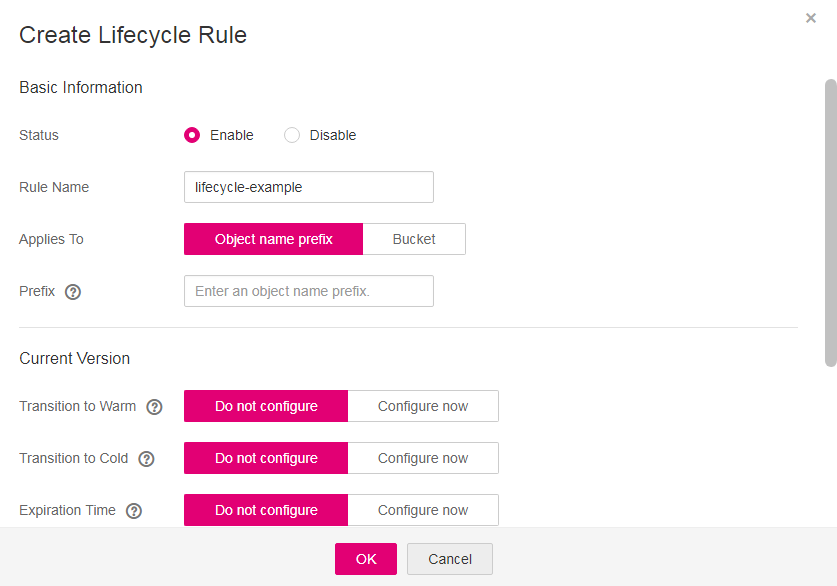 Create Lifecycle Rule
Basic Information
Status Enable Disable
Rule Name lifecycle-example
Applies To Object name prefix Bucket
Prefix Enter an object name prefix.
Current Version
Transition to Warm Do not configure Configure now
Transition to Cold Do not configure Configure now
Expiration Time Do not configure Configure now
OK Cancel